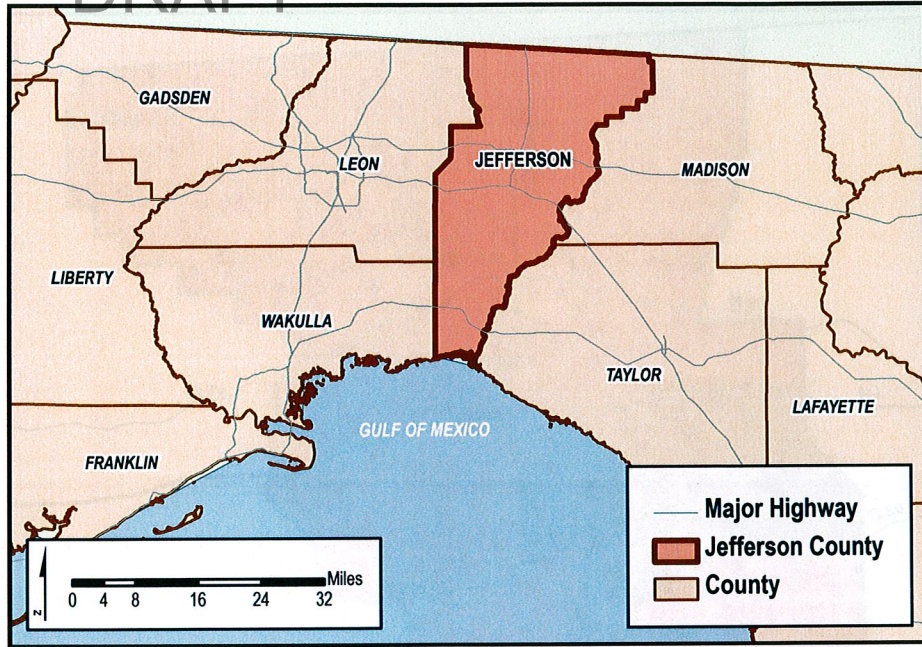 DRAFT
GADSDEN
LEON
JEFFERSON
MADISON
LIBERTY
WAKULLA
TAYLOR
LAFAYETTE
GULF OF MEXICO
FRANKLIN
Major Highway
Jefferson County
County
Miles
0 4 8 16 24 32
N